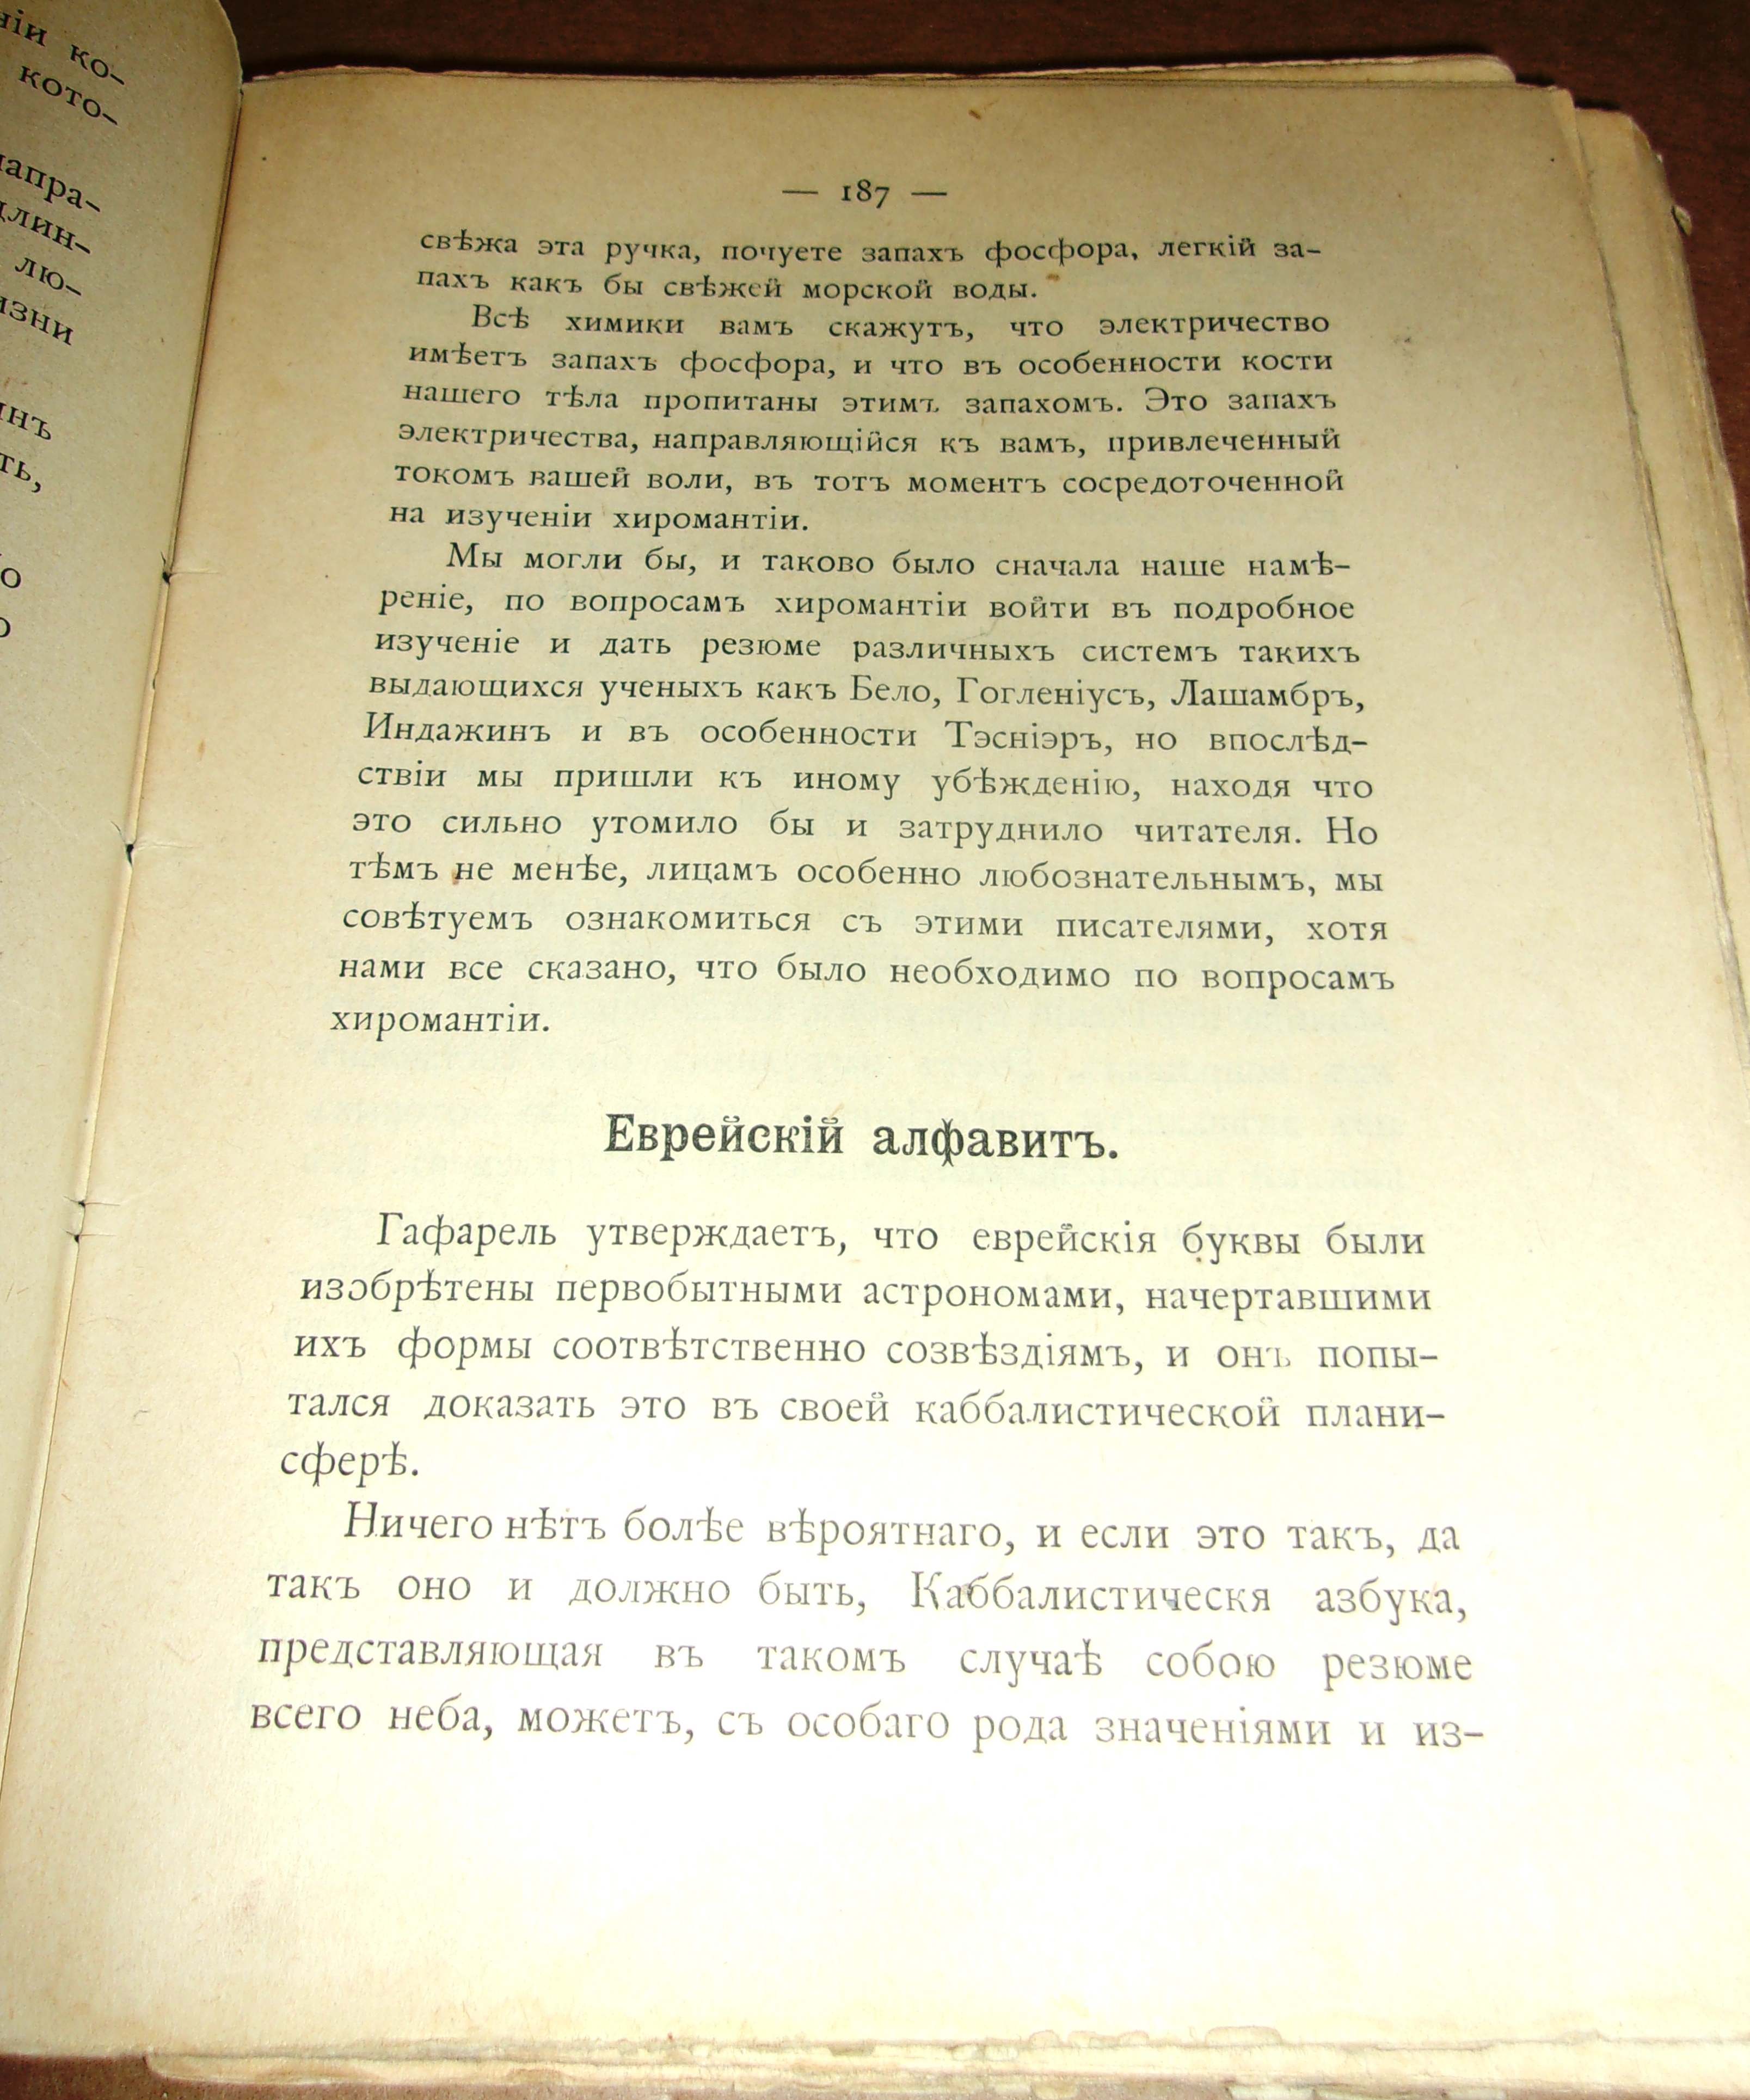 ніи ко-
кото-
напра-
длин-
лю-
изни
инъ
ть,
о
о
— 187 —
свѣжа эта ручка, почуете запахъ фосфора, легкій за-
пахъ какъ бы свѣжей морской воды.
Всѣ химики вамъ скажутъ, что электричество
имѣетъ запахъ фосфора, и что въ особенности кости
нашего тѣла пропитаны этимъ запахомъ. Это запахъ
электричества, направляющійся къ вамъ, привлеченный
токомъ вашей воли, въ тотъ моментъ сосредоточенной
на изученіи хиромантіи.
Мы могли бы, и таково было сначала наше намѣ-
реніе, по вопросамъ хиромантіи войти въ подробное
изученіе и дать резюме различныхъ системъ такихъ
выдающихся ученыхъ какъ Бело, Гогленіусъ, Лашамбръ,
Индажинъ и въ особенности Тэсніэръ, но впослѣд-
ствіи мы пришли къ иному убѣжденію, находя что
это сильно утомило бы и затруднило читателя. Но
тѣмъ не менѣе, лицамъ особенно любознательнымъ, мы
совѣтуемъ ознакомиться съ этими писателями, хотя
нами все сказано, что было необходимо по вопросамъ
хиромантіи.
Еврейскій алфавитъ.
Гафарель утверждаетъ, что еврейскія буквы были
изобрѣтены первобытными астрономами, начертавшими
ихъ формы соотвѣтственно созвѣздіямъ, и онъ попы-
тался доказать это въ своей каббалистической плани-
сферѣ.
Ничего нѣтъ болѣе вѣроятнаго, и если это такъ, да
такъ оно и должно быть, Каббалистическя азбука,
представляющая въ такомъ случаѣ собою резюме
всего неба, можетъ, съ особаго рода значеніями и из-